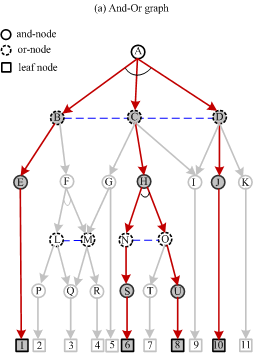 (a) And-Or graph
and-node
or-node
leaf node
A
B C D
E F G H I J K
L M N O
P Q R S T U
1 2 3 4 5 6 7 8 9 10 11